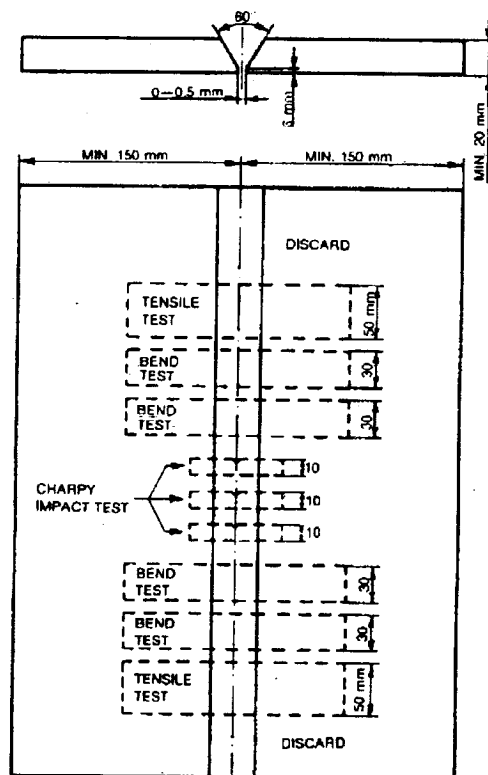 60
0—0.5 mm
6 mm
MIN. 20 mm
MIN. 150 mm
MIN. 150 mm
DISCARD
TENSILE
TEST
50 mm
BEND
TEST
30
BEND
TEST
30
10
CHARPY
IMPACT TEST
10
10
BEND
TEST
30
BEND
TEST
30
TENSILE
TEST
50 mm
DISCARD